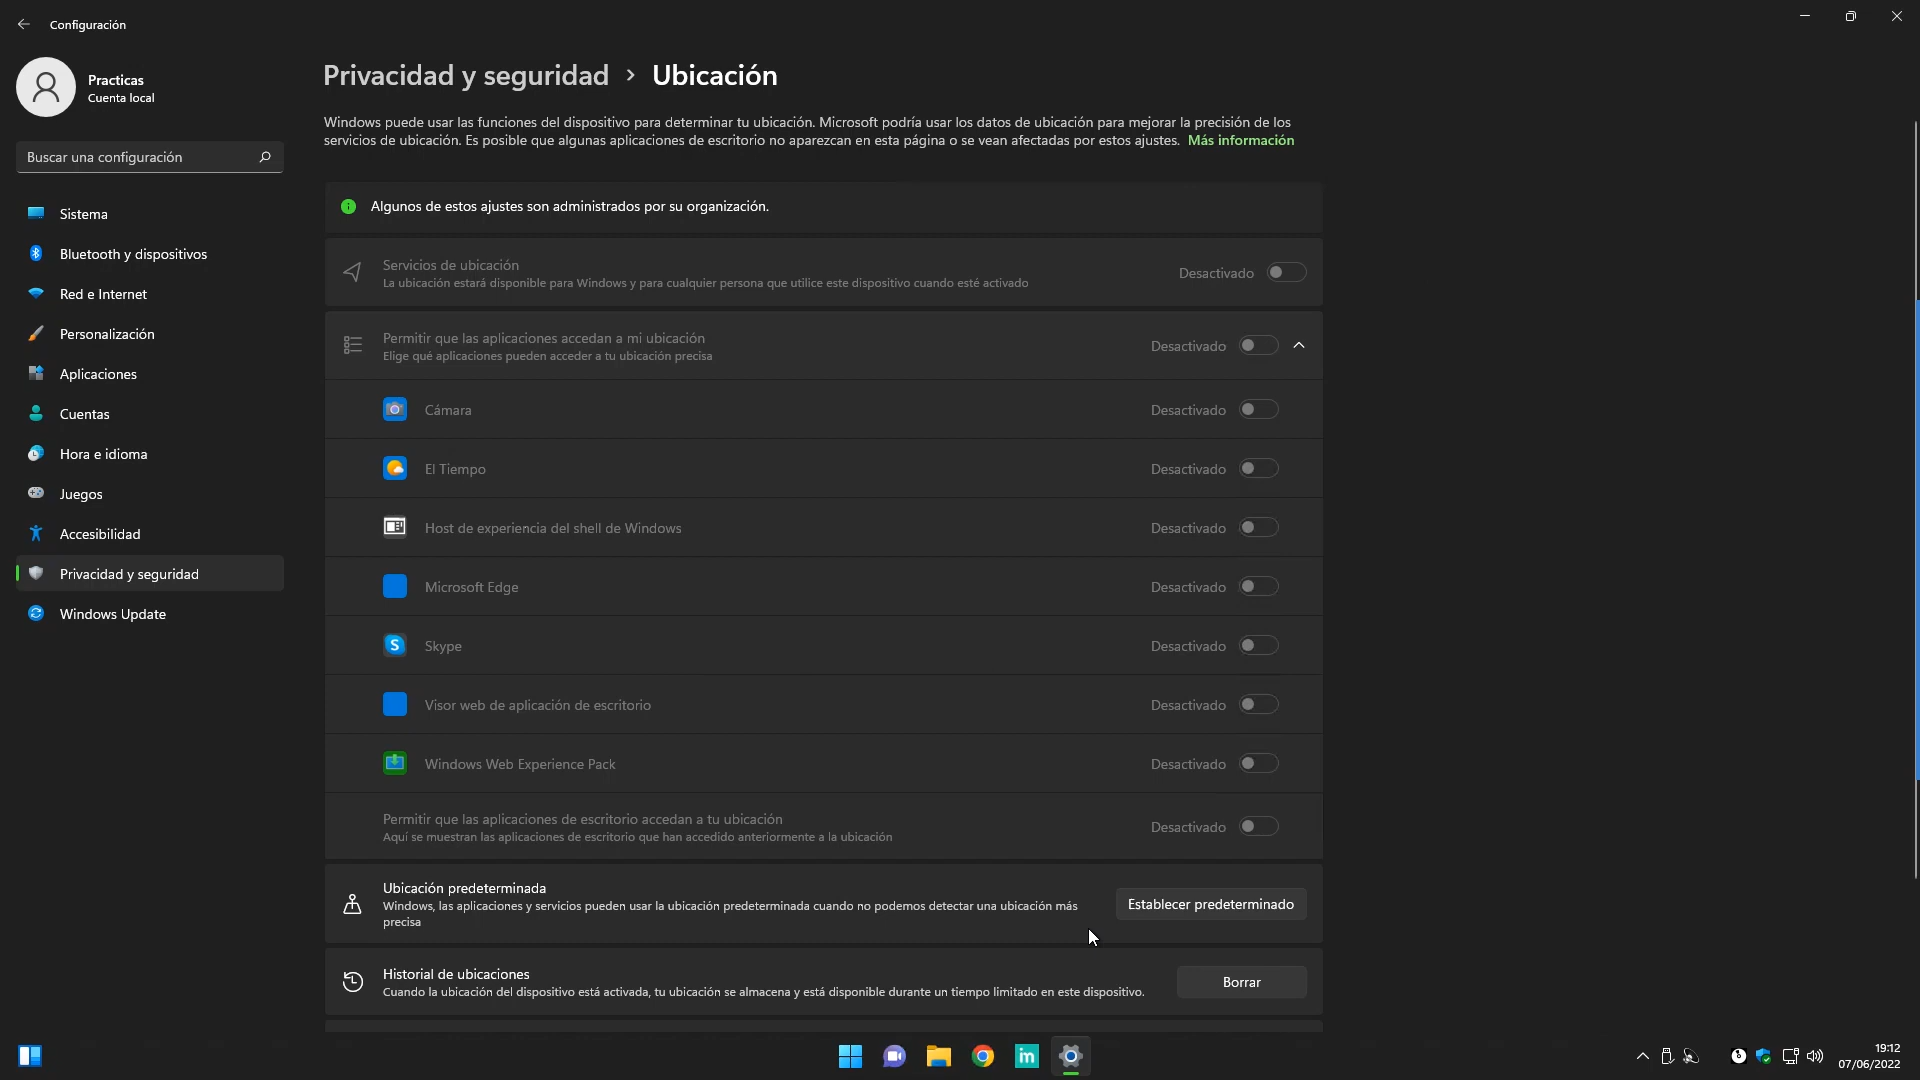 Configuración
Practicas
Cuenta local
Buscar una configuración
Sistema
Bluetooth y dispositivos
Red e Internet
Personalización
Aplicaciones
Cuentas
Hora e idioma
Juegos
Accesibilidad
Privacidad y seguridad
Windows Update
Privacidad y seguridad › Ubicación
Windows puede usar las funciones del dispositivo para determinar tu ubicación. Microsoft podría usar los datos de ubicación para mejorar la precisión de los
servicios de ubicación. Es posible que algunas aplicaciones de escritorio no aparezcan en esta página o se vean afectadas por estos ajustes. Más información
Algunos de estos ajustes son administrados por su organización.
Servicios de ubicación
La ubicación estará disponible para Windows y para cualquier persona que utilice este dispositivo cuando esté activado
Desactivado
Permitir que las aplicaciones accedan a mi ubicación
Elige qué aplicaciones pueden acceder a tu ubicación precisa
Desactivado
Cámara Desactivado
El Tiempo Desactivado
Host de experiencia del shell de Windows Desactivado
Microsoft Edge Desactivado
Skype Desactivado
Visor web de aplicación de escritorio Desactivado
Windows Web Experience Pack Desactivado
Permitir que las aplicaciones de escritorio accedan a tu ubicación
Aquí se muestran las aplicaciones de escritorio que han accedido anteriormente a la ubicación
Desactivado
Ubicación predeterminada
Windows, las aplicaciones y servicios pueden usar la ubicación predeterminada cuando no podemos detectar una ubicación más
precisa
Establecer predeterminado
Historial de ubicaciones
Cuando la ubicación del dispositivo está activada, tu ubicación se almacena y está disponible durante un tiempo limitado en este dispositivo.
Borrar
in
19:12
07/06/2022